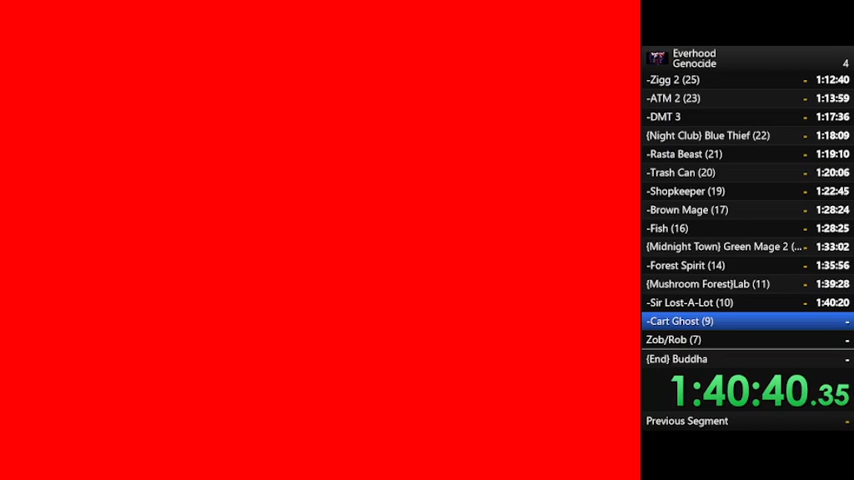 Everhood
Genocide 4
-Zigg 2 (25) - 1:12:40
-ATM 2 (23) - 1:13:59
-DMT 3 - 1:17:36
{Night Club} Blue Thief (22) - 1:18:09
-Rasta Beast (21) - 1:19:10
-Trash Can (20) - 1:20:06
-Shopkeeper (19) - 1:22:45
-Brown Mage (17) - 1:28:24
-Fish (16) - 1:28:25
{Midnight Town} Green Mage 2 (... - 1:33:02
-Forest Spirit (14) - 1:35:56
{Mushroom Forest}Lab (11) - 1:39:28
-Sir Lost-A-Lot (10) - 1:40:20
-Cart Ghost (9) -
Zob/Rob (7) -
{End} Buddha -
1:40:40.35
Previous Segment -